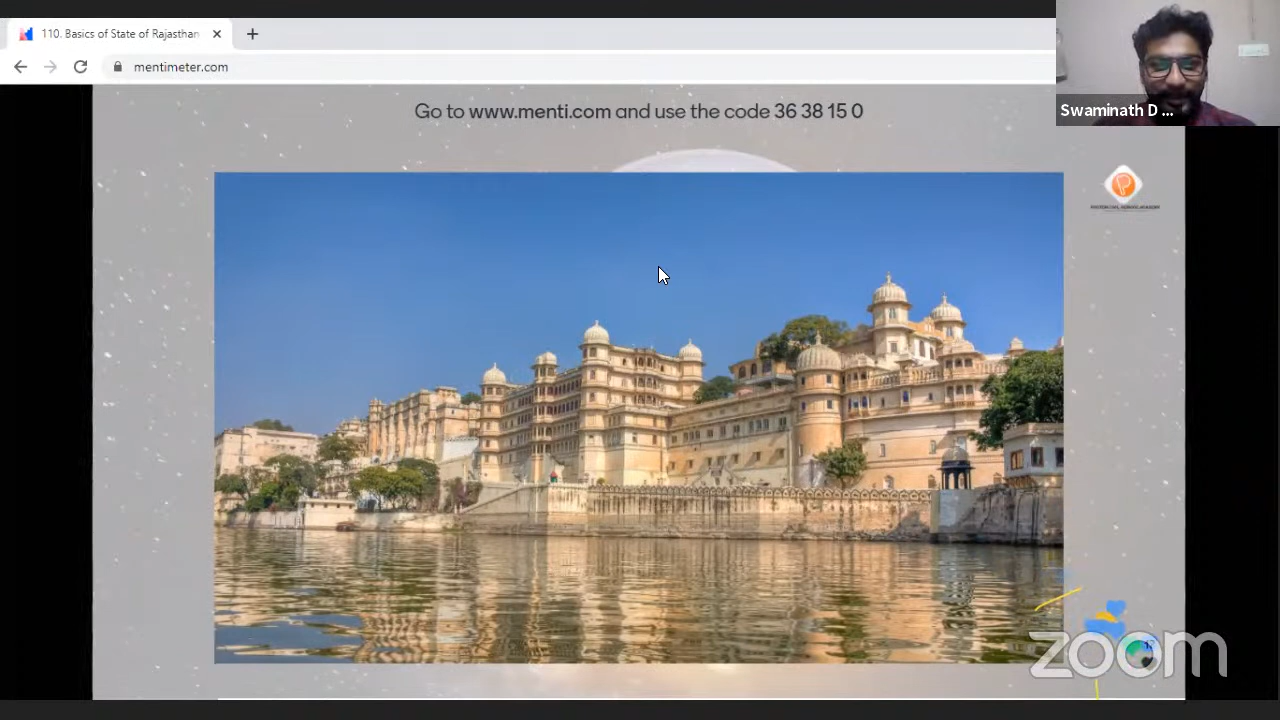 110. Basics of State of Rajasthan
mentimeter.com
Go to www.menti.com and use the code 36 38 15 0
Swaminath D ...
zoom